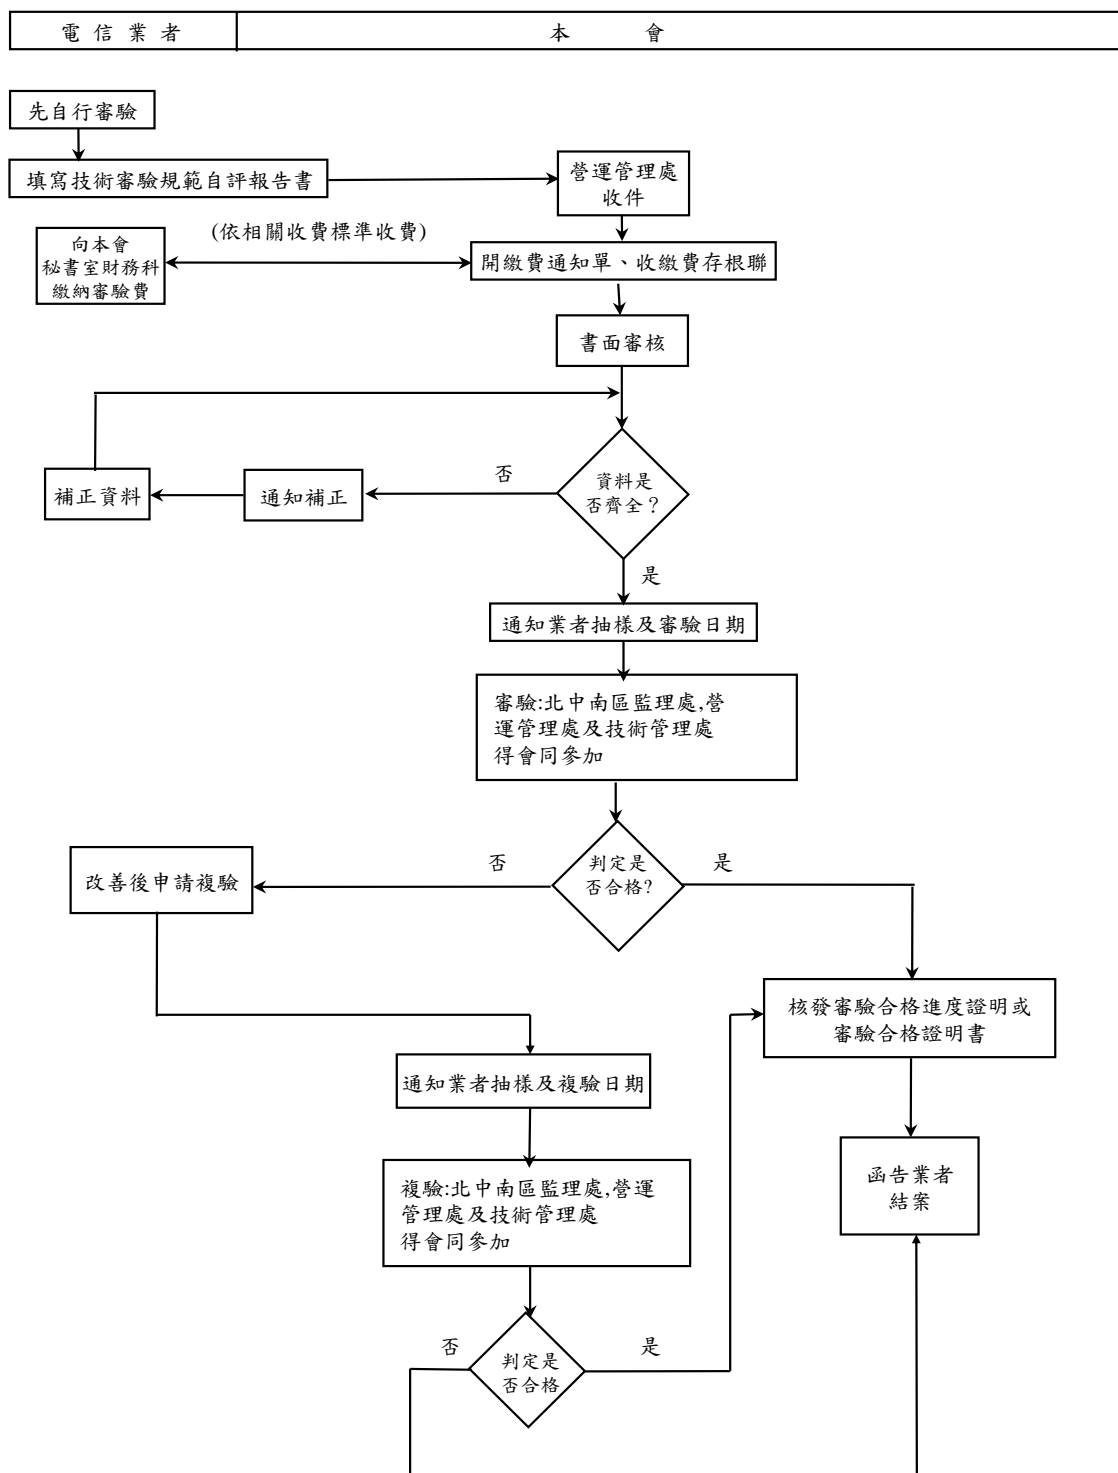 電信業者
本會
先自行審驗
填寫技術審驗規範自評報告書
營運管理處
收件
(依相關收費標準收費)
向本會
秘書室財務科
繳納審驗費
開繳費通知單、收繳費存根聯
書面審核
資料是
否齊全？
否
通知補正
補正資料
是
通知業者抽樣及審驗日期
審驗:北中南區監理處,營
運管理處及技術管理處
得會同參加
判定是
否合格?
否
是
改善後申請複驗
核發審驗合格進度證明或
審驗合格證明書
通知業者抽樣及複驗日期
函告業者
結案
複驗:北中南區監理處,營運
管理處及技術管理處
得會同參加
否
是
判定是
否合格